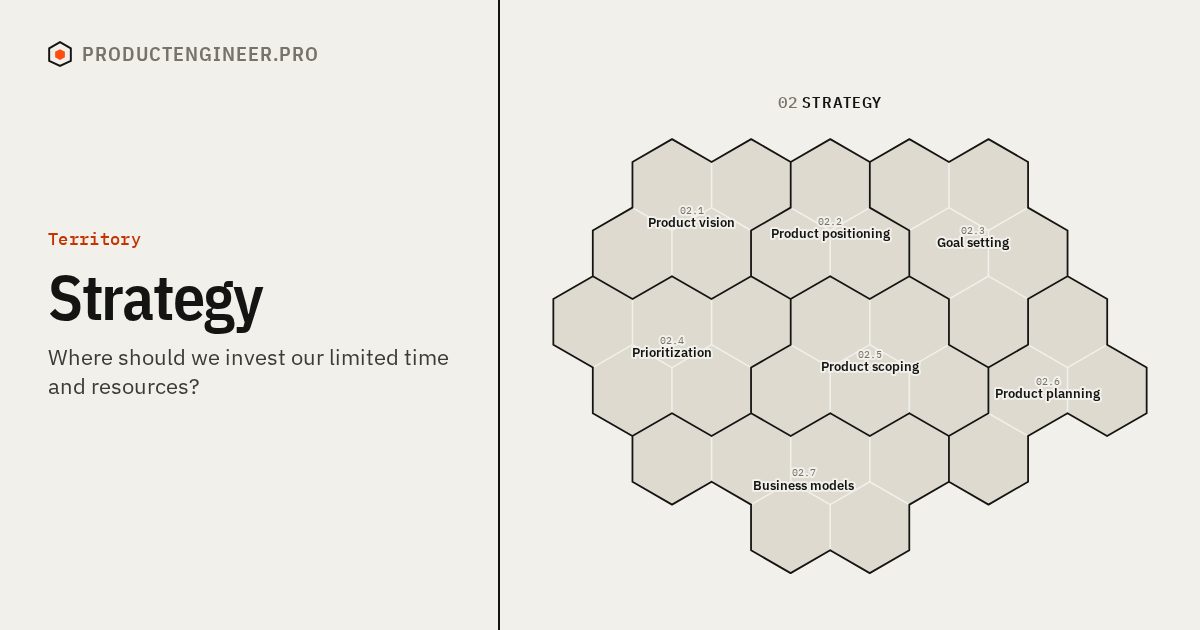 PRODUCTENGINEER.PRO
Territory
Strategy
Where should we invest our limited time
and resources?
02 STRATEGY
02.1
Product vision
02.2
Product positioning
02.3
Goal setting
02.4
Prioritization
02.5
Product scoping
02.6
Product planning
02.7
Business models